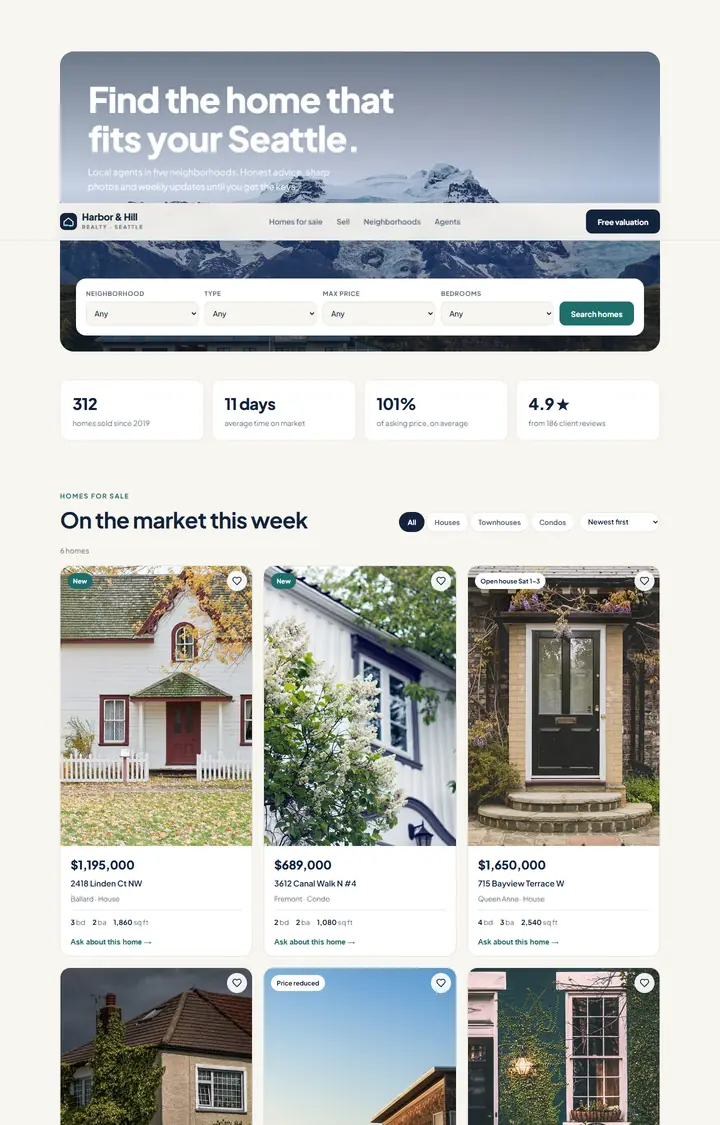 Find the home that
fits your Seattle.
Local agents in five neighborhoods. Honest advice, sharp
photos and weekly updates until you get the keys.
Harbor & Hill
REALTY · SEATTLE
Homes for sale Sell Neighborhoods Agents
Free valuation
NEIGHBORHOOD TYPE MAX PRICE BEDROOMS
Any Any Any Any Search homes
312 11 days 101% 4.9 ★
homes sold since 2019 average time on market of asking price, on average from 186 client reviews
HOMES FOR SALE
On the market this week
All Houses Townhouses Condos Newest first
6 homes
New New Open house Sat 1–3
$1,195,000 $689,000 $1,650,000
2418 Linden Ct NW 3612 Canal Walk N #4 715 Bayview Terrace W
Ballard · House Fremont · Condo Queen Anne · House
3 bd 2 ba 1,860 sq ft 2 bd 2 ba 1,080 sq ft 4 bd 3 ba 2,540 sq ft
Ask about this home → Ask about this home → Ask about this home →
Price reduced